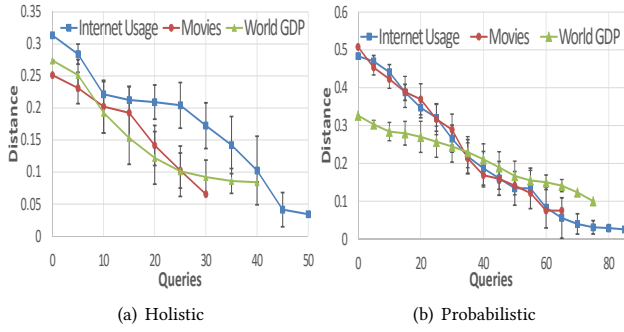 Internet Usage Movies World GDP
0.35
0.3
0.25
0.2
0.15
0.1
0.05
0
Distance
0 10 20 30 40 50
Queries
(a) Holistic
Internet Usage Movies World GDP
0.6
0.5
0.4
0.3
0.2
0.1
0
Distance
0 20 40 60 80
Queries
(b) Probabilistic